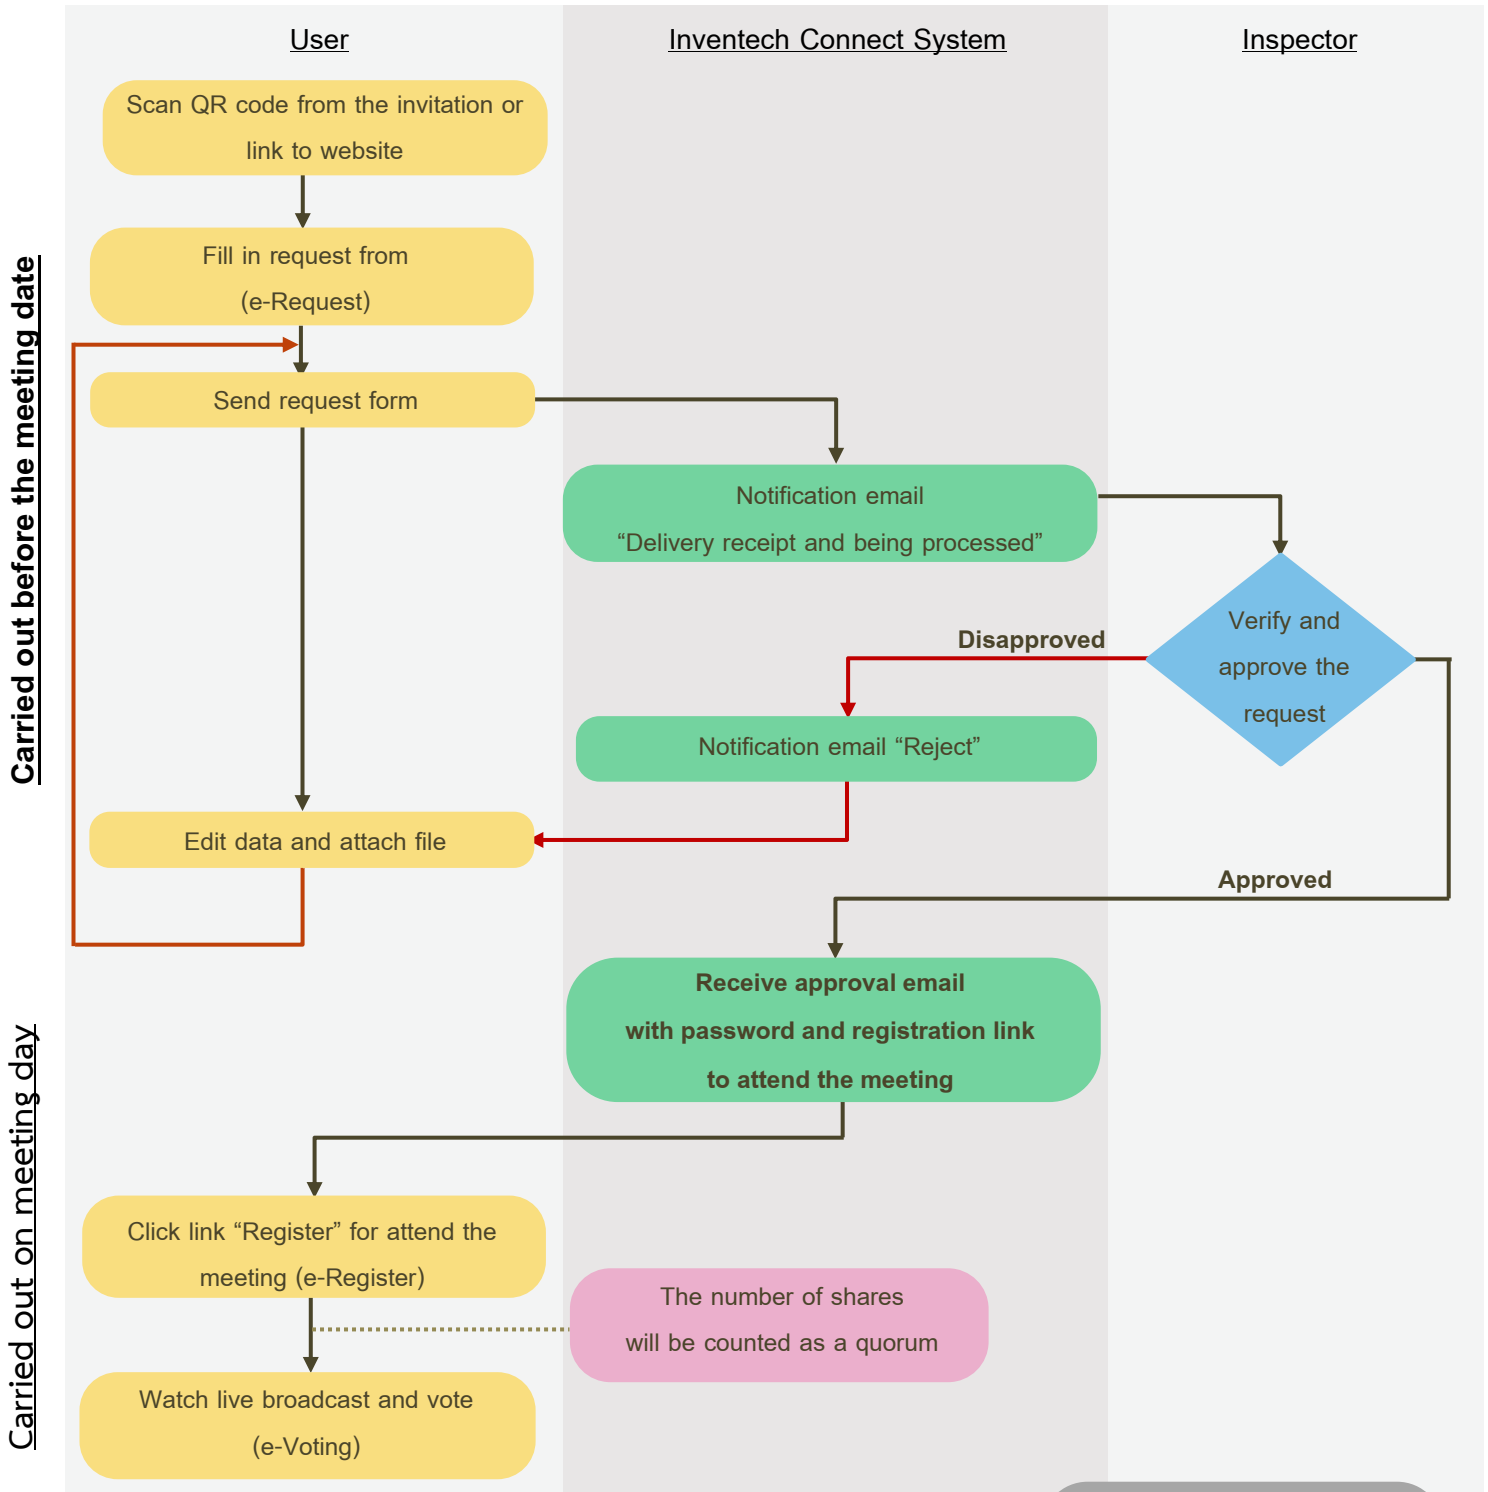 User
Inventech Connect System
Inspector
Scan QR code from the invitation or
link to website
Fill in request from
(e-Request)
Send request form
Notification email
“Delivery receipt and being processed”
Verify and
approve the
request
Disapproved
Notification email “Reject”
Edit data and attach file
Approved
Receive approval email
with password and registration link
to attend the meeting
Click link “Register” for attend the
meeting (e-Register)
The number of shares
will be counted as a quorum
Watch live broadcast and vote
(e-Voting)
Carried out before the meeting date
Carried out on meeting day